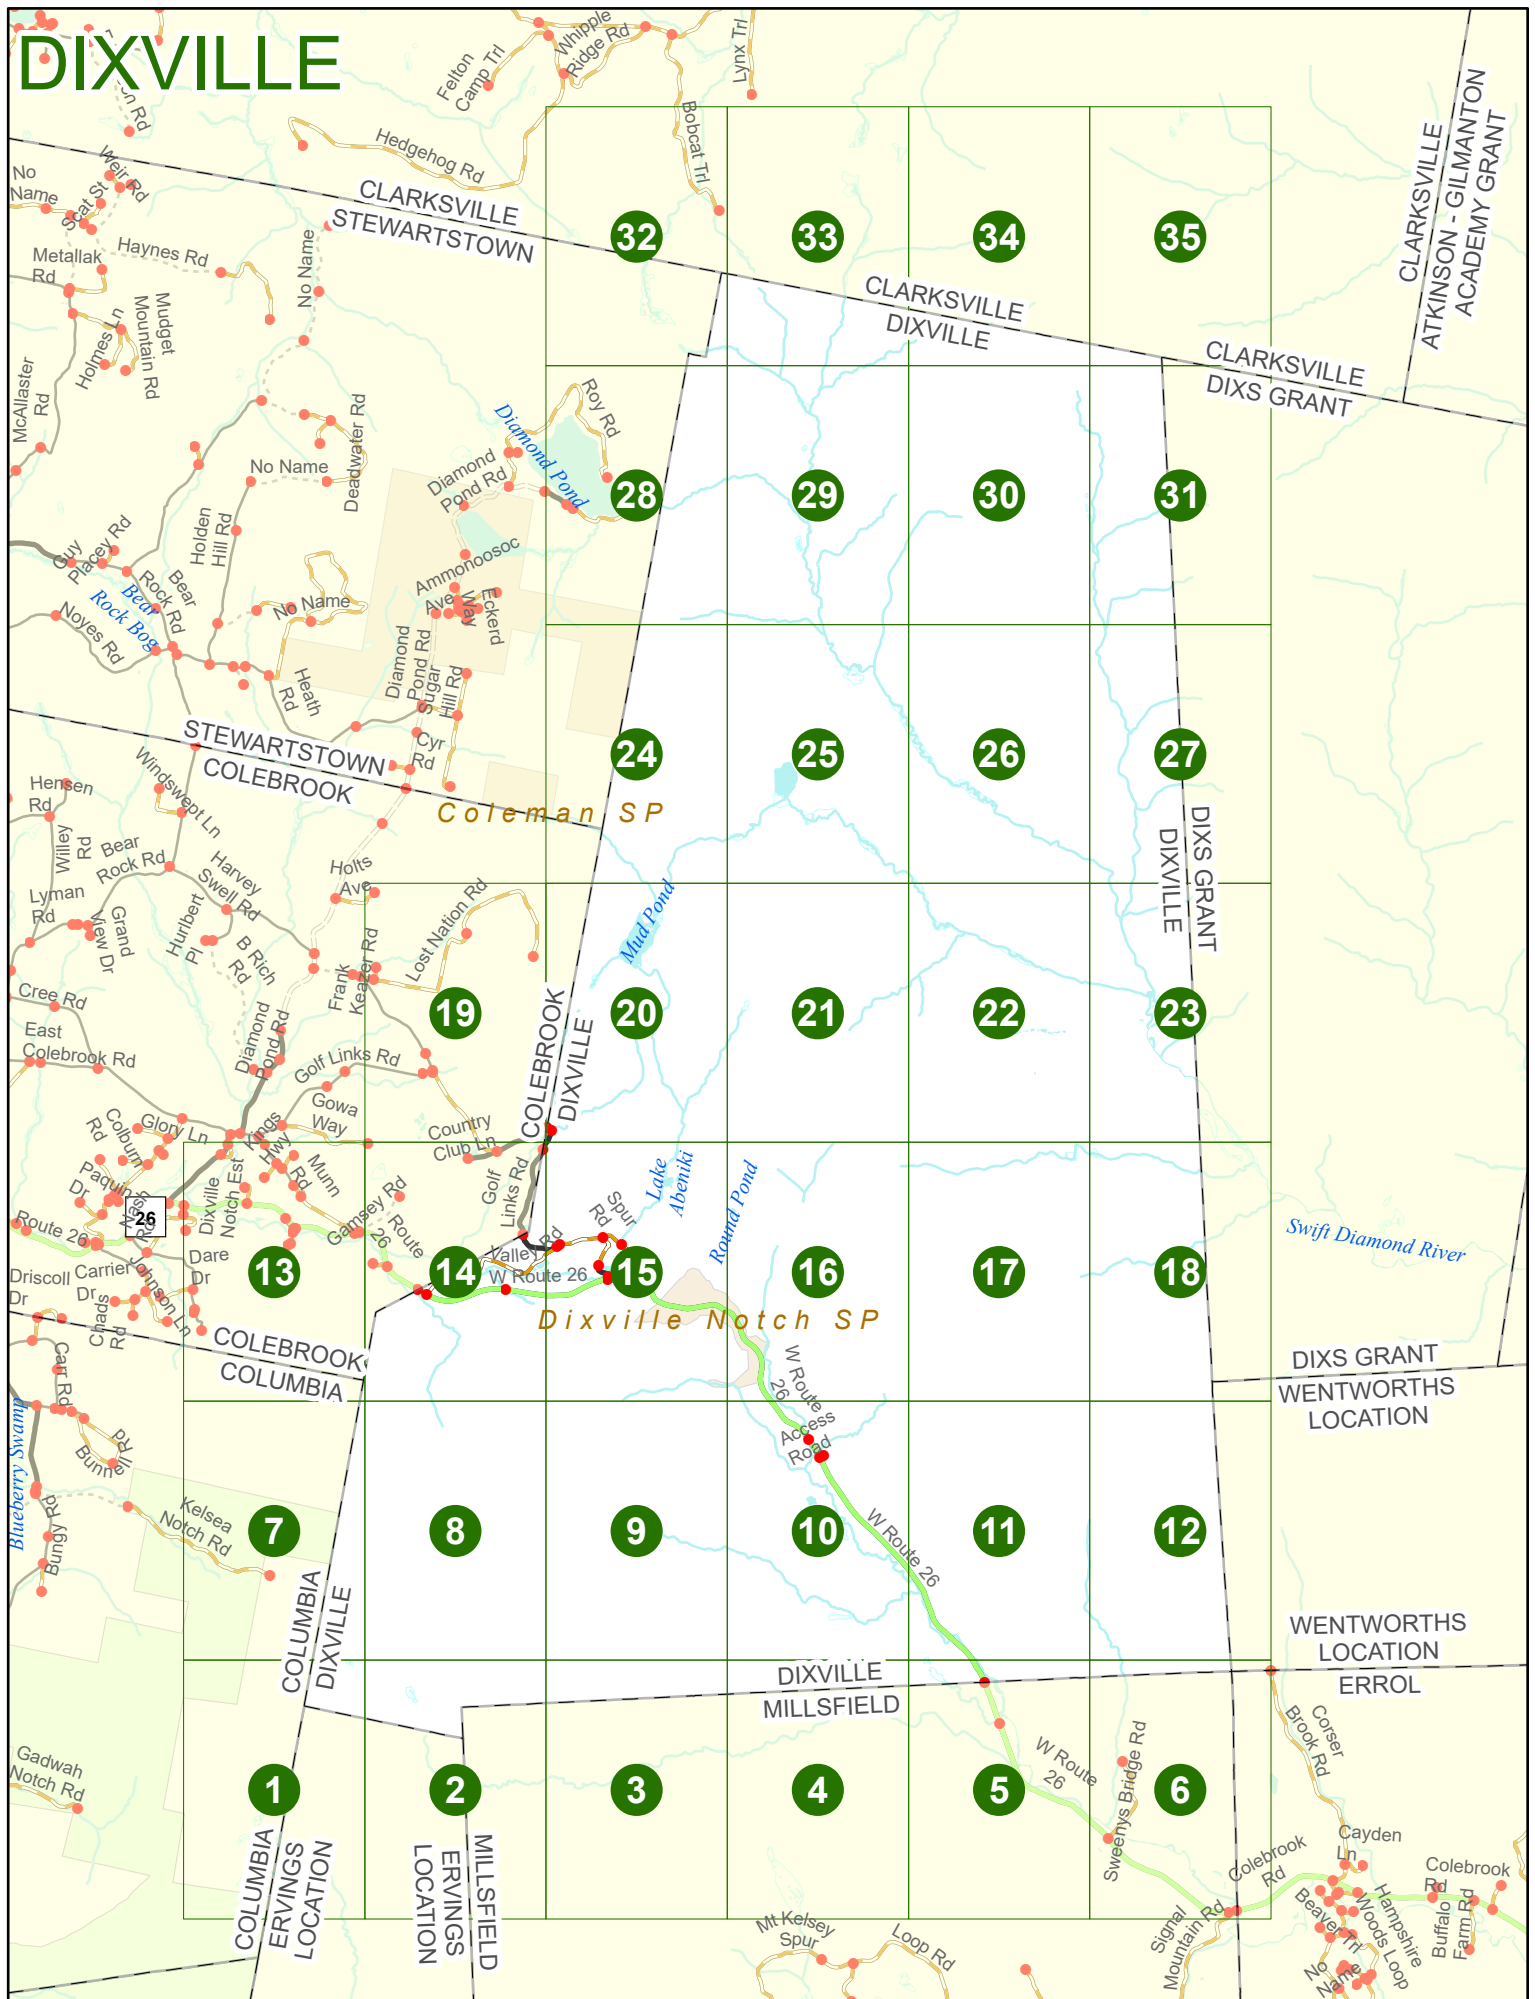 DIXVILLE
Felton
Camp Trl
Whipple
Ridge Rd
Lynx Trl
Bobcat Trl
Hedgehog Rd
CLARKSVILLE
STEWARTSTOWN
CLARKSVILLE
ATKINSON - GILMANTON
ACADEMY GRANT
No
Name
Weir Rd
Scat St
Metallak
Rd
Haynes Rd
No Name
32
33
34
35
CLARKSVILLE
DIXVILLE
CLARKSVILLE
DIXS GRANT
Mudget
Mountain Rd
Holmes Ln
McAllaster
Rd
Deadwater Rd
No Name
Roy Rd
Diamond Pond
Diamond
Pond Rd
28
29
30
31
Guy
Placey Rd
Holden
Hill Rd
Bear
Rock Rd
Bear
Rock Bog
Noyes Rd
No Name
Ammonoosoc
Ave
Eckerd
Way
Diamond
Pond Rd
Sugar
Hill Rd
Heath
Rd
STEWARTSTOWN
COLEBROOK
Cyr
Rd
24
25
26
27
Coleman SP
Hensen
Rd
Windswept Ln
Willey
Rd
Bear
Rock Rd
Harvey
Swell Rd
Holts
Ave
DIXS GRANT
DIXVILLE
Lyman
Rd
Grand
View Dr
Hurlbert
Pl
B Rich
Rd
Frank
Keazer Rd
Lost Nation Rd
Mud Pond
Cree Rd
East
Colebrook Rd
Diamond
Pond Rd
Golf Links Rd
19
20
21
22
23
COLEBROOK
DIXVILLE
Gowa
Way
Country
Club Ln
Colburn
Rd
Glory Ln
Kings
Hwy
Munn
Rd
Paquin
Dr
Nash
Rd
26
Dixville
Notch Est
Gamsey Rd
Route
26
Golf
Links Rd
Spur
Rd
Lake
Abeniki
Round Pond
Swift Diamond River
Route 26
Dare
Dr
Valley Rd
W Route 26
13
14
15
16
17
18
Driscoll
Dr
Carrier
Dr
Chads
Rd
Johnson Ln
Dixville Notch SP
COLEBROOK
COLUMBIA
Carr Rd
W Route
26
Access
Road
DIXS GRANT
WENTWORTHS
LOCATION
Blueberry Swamp
Bunnell
Rd
Bungy Rd
Kelsea
Notch Rd
7
8
9
10
11
12
W Route
26
COLUMBIA
DIXVILLE
WENTWORTHS
LOCATION
ERROL
DIXVILLE
MILLSFIELD
Gadwah
Notch Rd
1
2
3
4
5
6
W Route
26
Sweenys Bridge Rd
Corser
Brook Rd
COLUMBIA
ERVINGS
LOCATION
MILLSFIELD
ERVINGS
LOCATION
Colebrook
Rd
Cayden
Ln
Colebrook
Rd
Mt Kelsey
Spur
Loop Rd
Signal
Mountain Rd
Beaver Trl
Hampshire
Woods Loop
Buffalo
Farm Rd
No
Name